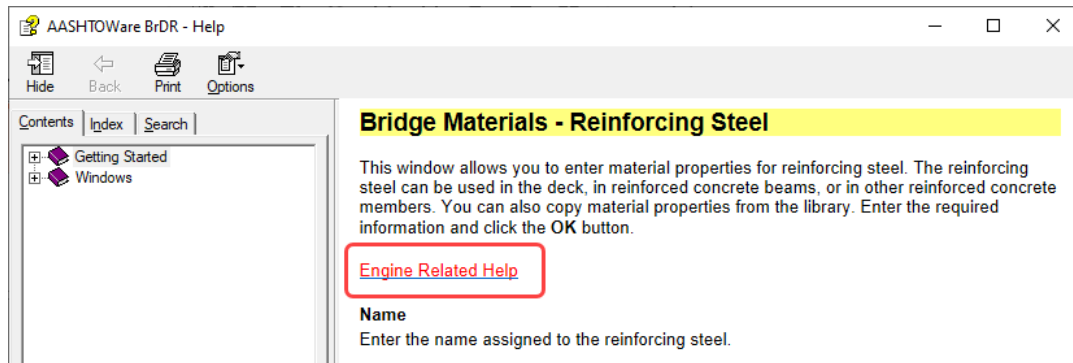 AASHTOWare BrDR - Help
Hide Back Print Options
Contents Index Search
Getting Started
Windows
Bridge Materials - Reinforcing Steel
This window allows you to enter material properties for reinforcing steel. The reinforcing
steel can be used in the deck, in reinforced concrete beams, or in other reinforced concrete
members. You can also copy material properties from the library. Enter the required
information and click the OK button.
Engine Related Help
Name
Enter the name assigned to the reinforcing steel.